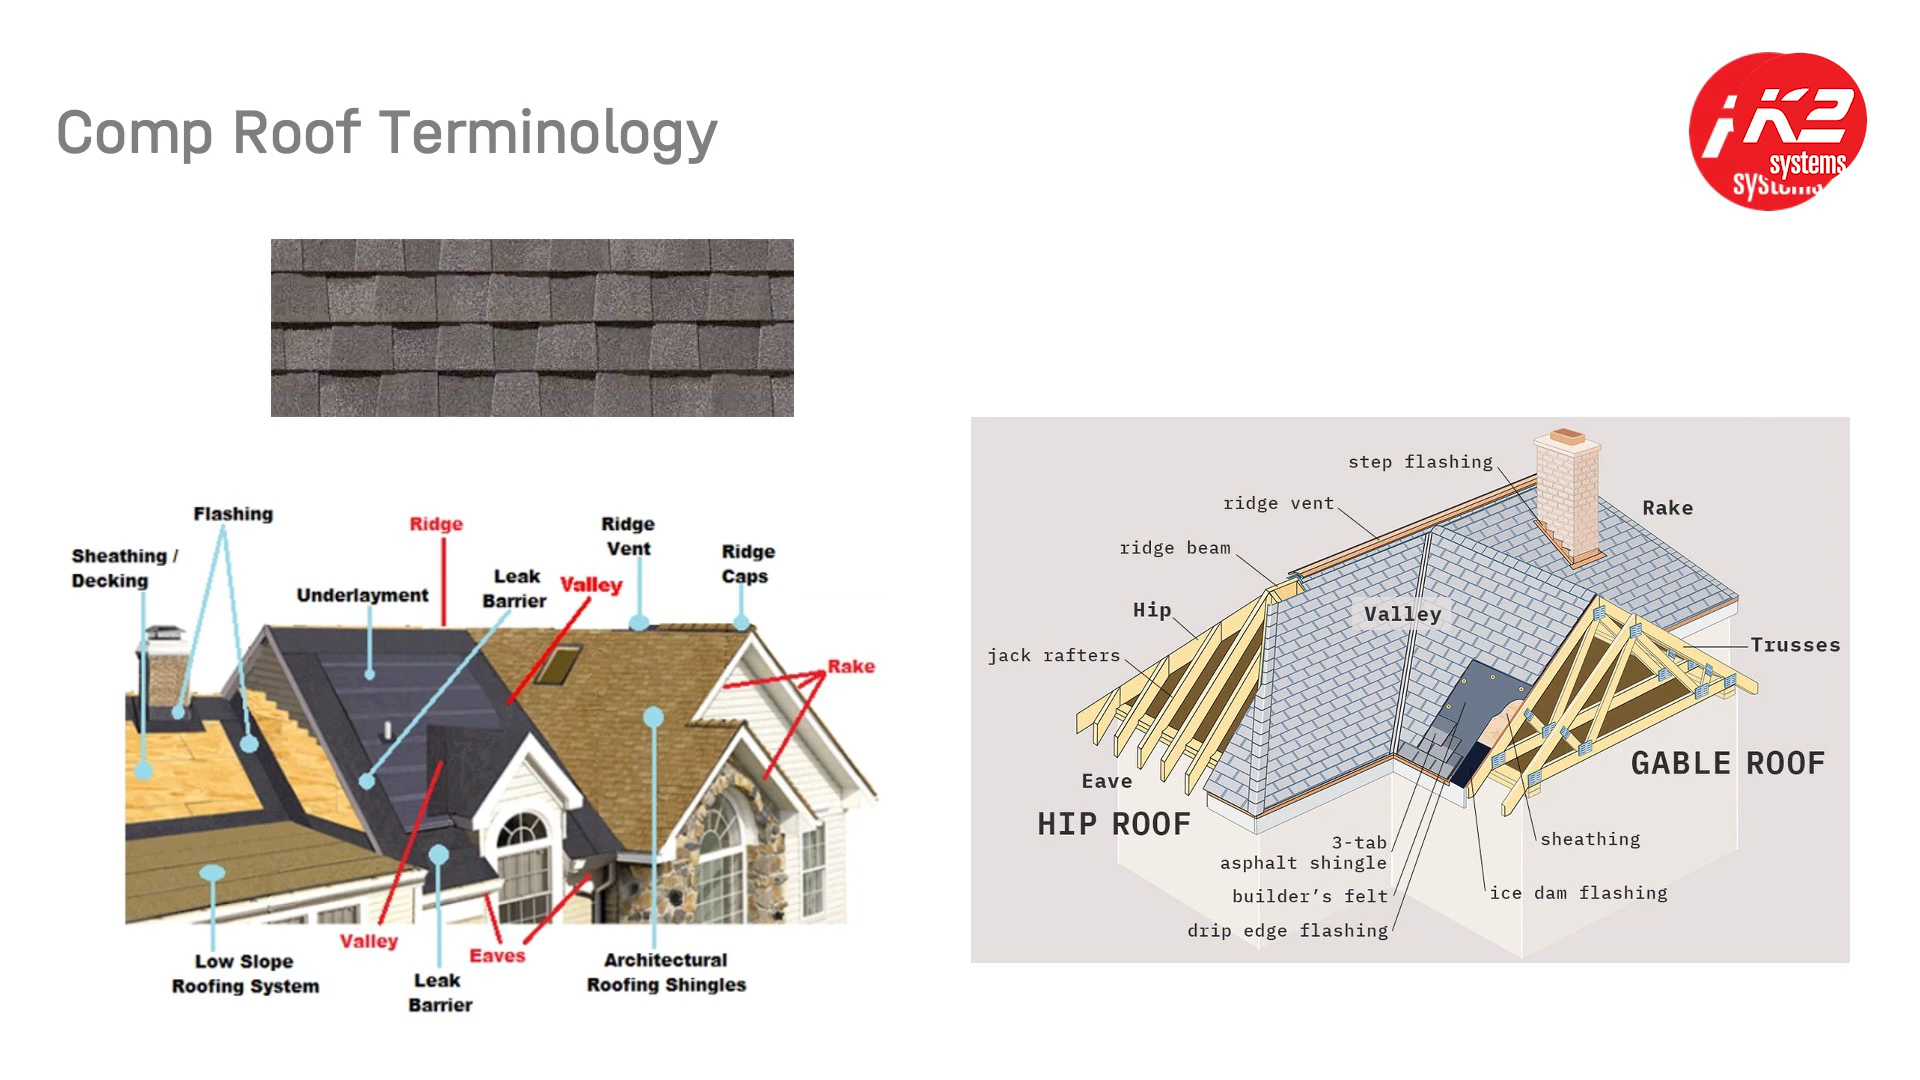 Comp Roof Terminology
K2
systems
systems
Flashing
Sheathing /
Decking
Underlayment
Ridge
Leak
Barrier
Valley
Ridge
Vent
Ridge
Caps
Rake
Valley
Low Slope
Roofing System
Leak
Barrier
Eaves
Architectural
Roofing Shingles
step flashing
ridge vent
ridge beam
Hip
jack rafters
Eave
HIP ROOF
Valley
Rake
Trusses
GABLE ROOF
3-tab
asphalt shingle
builder’s felt
drip edge flashing
sheathing
ice dam flashing